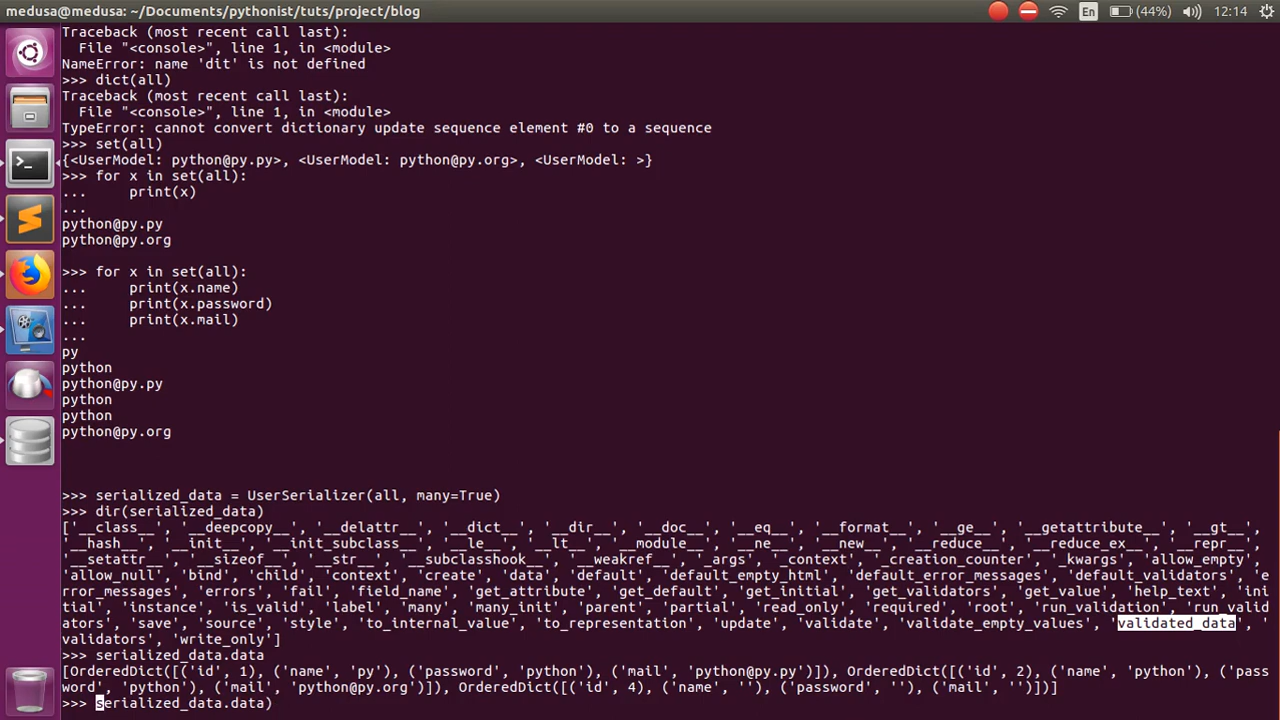 medusa@medusa: ~/Documents/pythonist/tuts/project/blog
En
(44%)
12:14
Traceback (most recent call last):
  File "<console>", line 1, in <module>
NameError: name 'dit' is not defined
>>> dict(all)
Traceback (most recent call last):
  File "<console>", line 1, in <module>
TypeError: cannot convert dictionary update sequence element #0 to a sequence
>>> set(all)
{<UserModel: python@py.py>, <UserModel: python@py.org>, <UserModel: >}
>>> for x in set(all):
...     print(x)
...
python@py.py
python@py.org
>>> for x in set(all):
...     print(x.name)
...     print(x.password)
...     print(x.mail)
...
py
python
python@py.py
python
python
python@py.org
>>> serialized_data = UserSerializer(all, many=True)
>>> dir(serialized_data)
['__class__', '__deepcopy__', '__delattr__', '__dict__', '__dir__', '__doc__', '__eq__', '__format__', '__ge__', '__getattribute__', '__gt__',
'__hash__', '__init__', '__init_subclass__', '__le__', '__lt__', '__module__', '__ne__', '__new__', '__reduce__', '__reduce_ex__', '__repr__',
'__setattr__', '__sizeof__', '__str__', '__subclasshook__', '__weakref__', '_args', '_context', '_creation_counter', '_kwargs', 'allow_empty',
'allow_null', 'bind', 'child', 'context', 'create', 'data', 'default', 'default_empty_html', 'default_error_messages', 'default_validators', 'e
rror_messages', 'errors', 'fail', 'field_name', 'get_attribute', 'get_default', 'get_initial', 'get_validators', 'get_value', 'help_text', 'ini
tial', 'instance', 'is_valid', 'label', 'many', 'many_init', 'parent', 'partial', 'read_only', 'required', 'root', 'run_validation', 'run_valid
ators', 'save', 'source', 'style', 'to_internal_value', 'to_representation', 'update', 'validate', 'validate_empty_values', 'validated_data', '
validators', 'write_only']
>>> serialized_data.data
[OrderedDict([('id', 1), ('name', 'py'), ('password', 'python'), ('mail', 'python@py.py')]), OrderedDict([('id', 2), ('name', 'python'), ('pass
word', 'python'), ('mail', 'python@py.org')]), OrderedDict([('id', 4), ('name', ''), ('password', ''), ('mail', '')])]
>>> serialized_data.data)